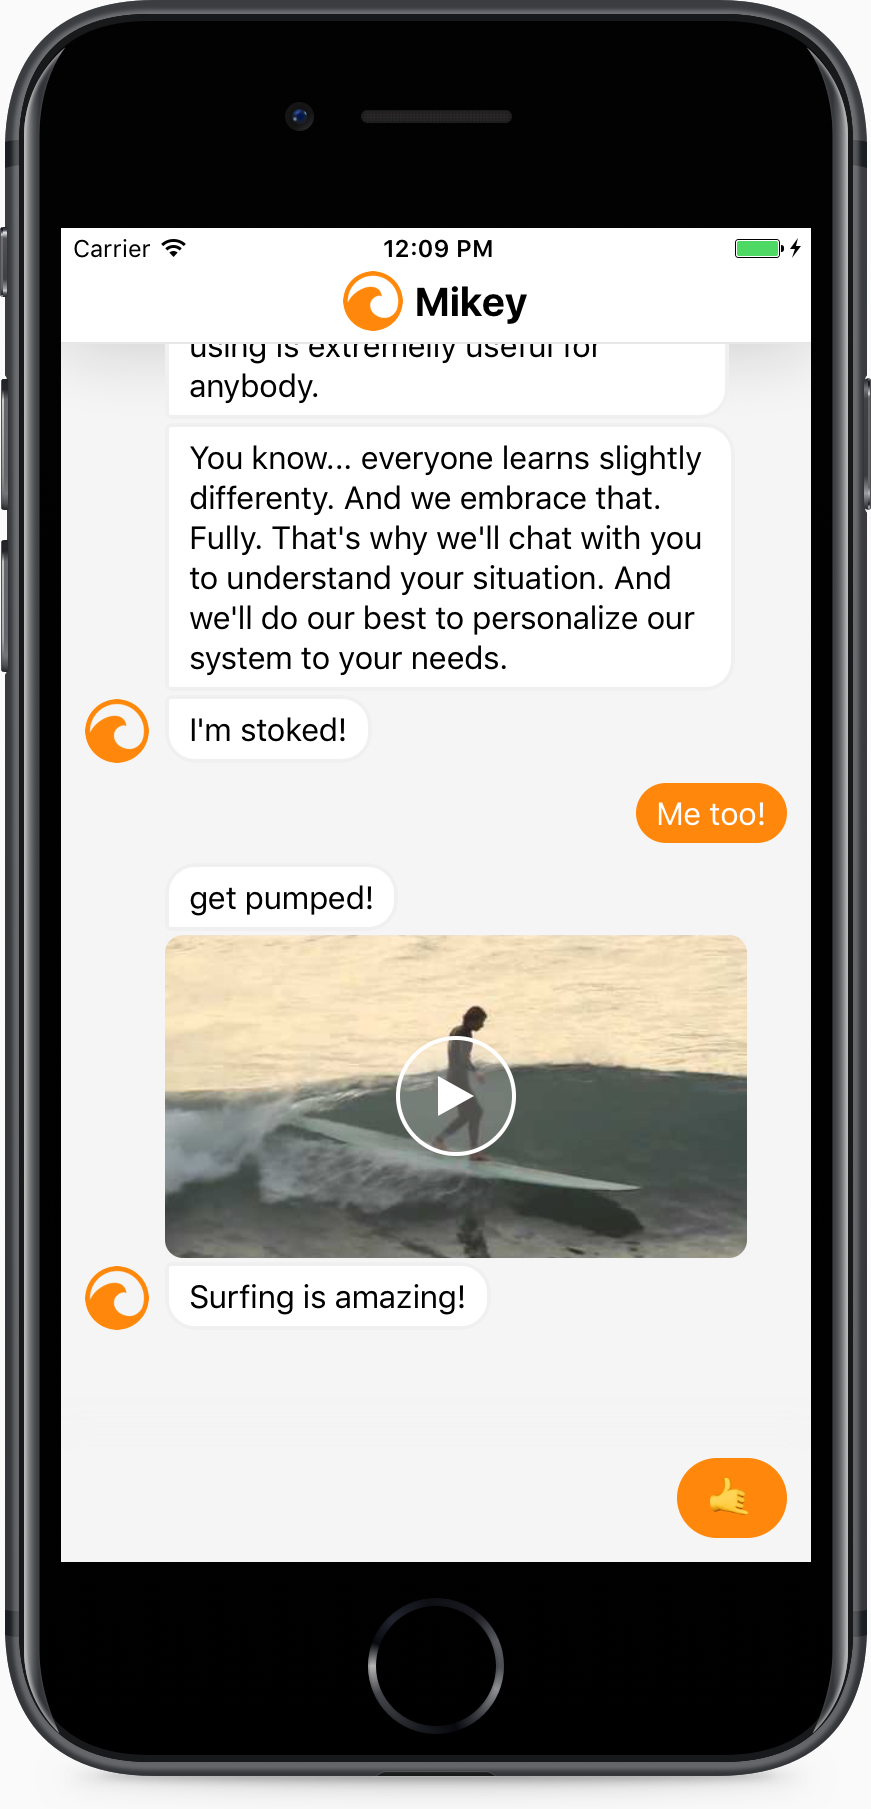 Carrier
12:09 PM
Mikey
using is extremelly useful for
anybody.
You know... everyone learns slightly
differenty. And we embrace that.
Fully. That's why we'll chat with you
to understand your situation. And
we'll do our best to personalize our
system to your needs.
I'm stoked!
Me too!
get pumped!
Surfing is amazing!
🤙